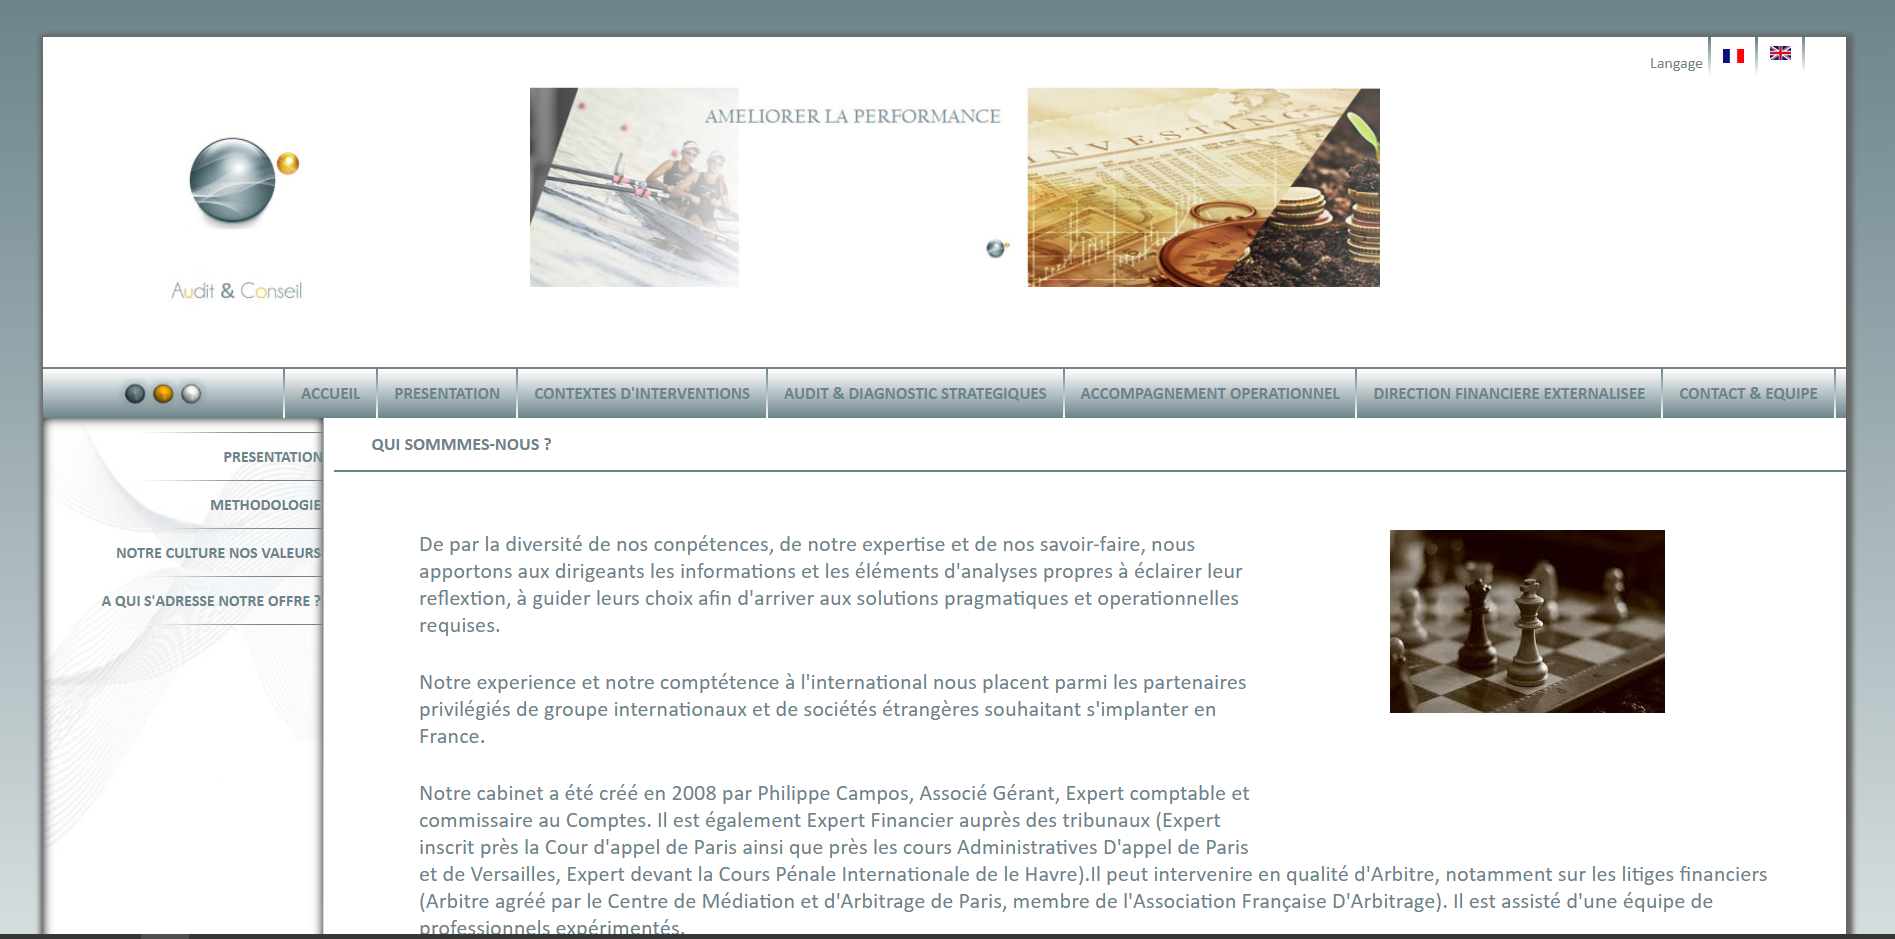 Langage
AMELIORER LA PERFORMANCE
INVESTING
Audit & Conseil
ACCUEIL
PRESENTATION
CONTEXTES D'INTERVENTIONS
AUDIT & DIAGNOSTIC STRATEGIQUES
ACCOMPAGNEMENT OPERATIONNEL
DIRECTION FINANCIERE EXTERNALISEE
CONTACT & EQUIPE
PRESENTATION
METHODOLOGIE
NOTRE CULTURE NOS VALEURS
A QUI S'ADRESSE NOTRE OFFRE ?
QUI SOMMMES-NOUS ?
De par la diversité de nos conpétences, de notre expertise et de nos savoir-faire, nous
apportons aux dirigeants les informations et les éléments d'analyses propres à éclairer leur
reflextion, à guider leurs choix afin d'arriver aux solutions pragmatiques et operationnelles
requises.
Notre experience et notre comptétence à l'international nous placent parmi les partenaires
privilégiés de groupe internationaux et de sociétés étrangères souhaitant s'implanter en
France.
Notre cabinet a été créé en 2008 par Philippe Campos, Associé Gérant, Expert comptable et
commissaire au Comptes. Il est également Expert Financier auprès des tribunaux (Expert
inscrit près la Cour d'appel de Paris ainsi que près les cours Administratives D'appel de Paris
et de Versailles, Expert devant la Cours Pénale Internationale de le Havre).Il peut intervenire en qualité d'Arbitre, notamment sur les litiges financiers
(Arbitre agréé par le Centre de Médiation et d'Arbitrage de Paris, membre de l'Association Française D'Arbitrage). Il est assisté d'une équipe de
professionnels expérimentés.